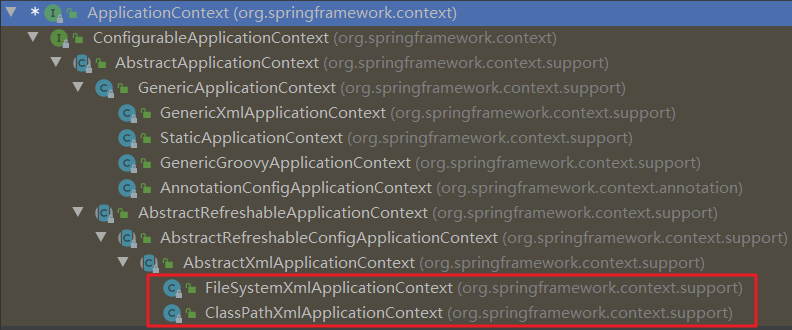 * ApplicationContext (org.springframework.context)
ConfigurableApplicationContext (org.springframework.context)
AbstractApplicationContext (org.springframework.context.support)
GenericApplicationContext (org.springframework.context.support)
GenericXmlApplicationContext (org.springframework.context.support)
StaticApplicationContext (org.springframework.context.support)
GenericGroovyApplicationContext (org.springframework.context.support)
AnnotationConfigApplicationContext (org.springframework.context.annotation)
AbstractRefreshableApplicationContext (org.springframework.context.support)
AbstractRefreshableConfigApplicationContext (org.springframework.context.support)
AbstractXmlApplicationContext (org.springframework.context.support)
FileSystemXmlApplicationContext (org.springframework.context.support)
ClassPathXmlApplicationContext (org.springframework.context.support)